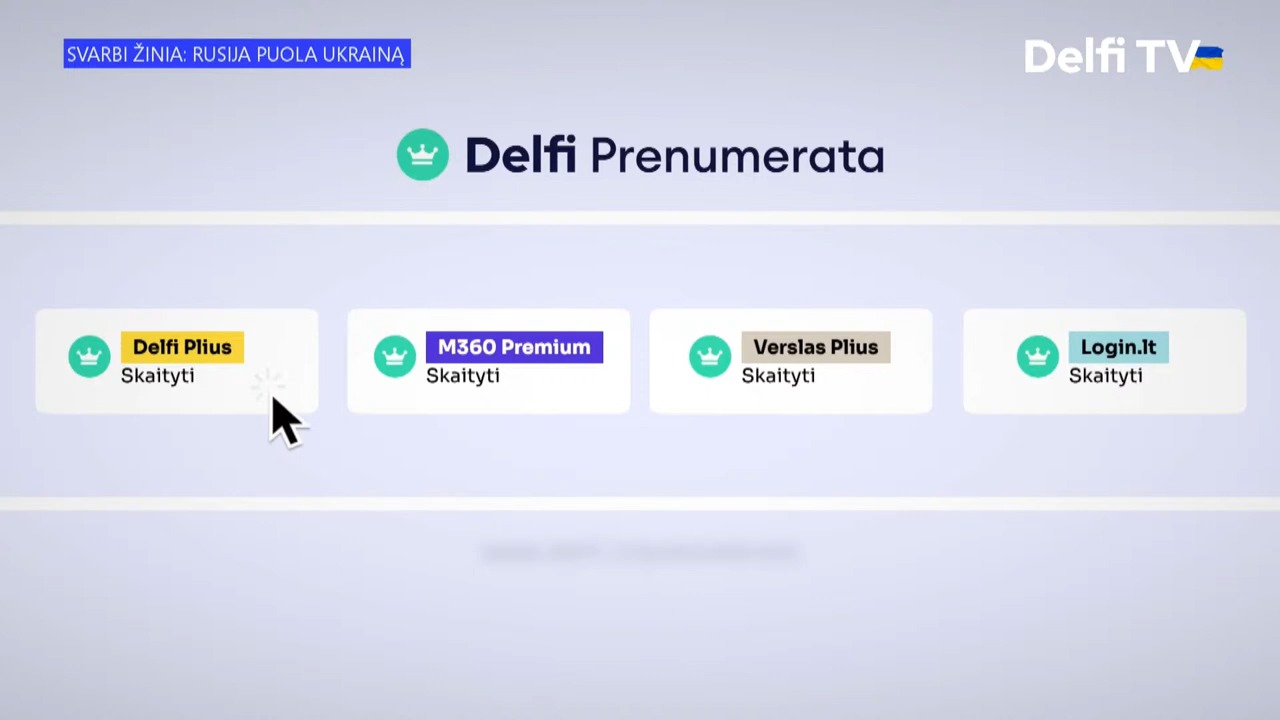 SVARBI ŽINIA: RUSIJA PUOLA UKRAINĄ
Delfi TV
Delfi Prenumerata
Delfi Plius
Skaityti
M360 Premium
Skaityti
Verslas Plius
Skaityti
Login.lt
Skaityti